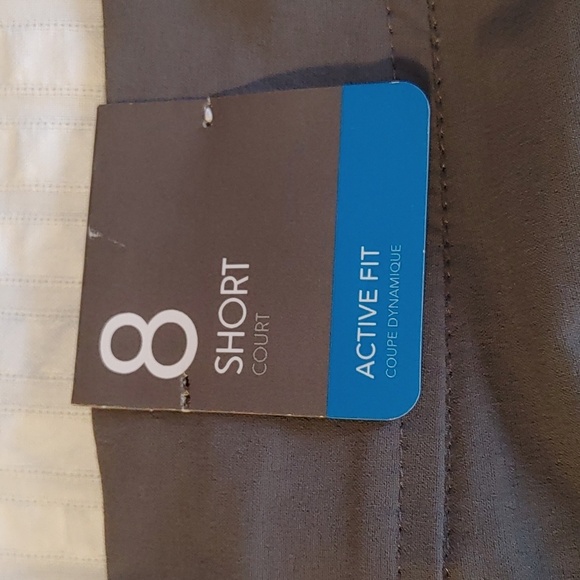 8
SHORT
COURT
ACTIVE FIT
COUPE DYNAMIQUE